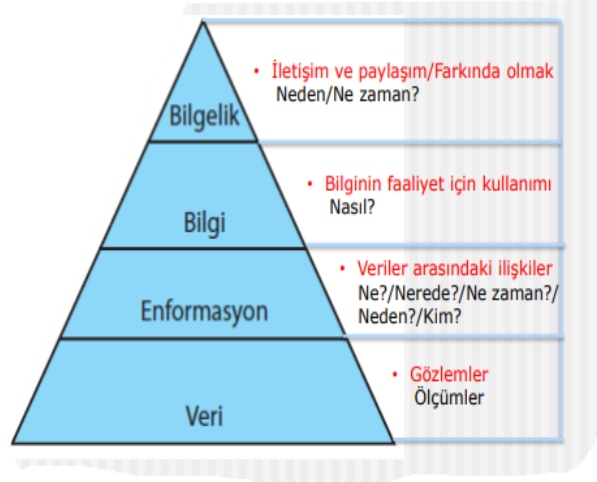 • İletişim ve paylaşım/Farkında olmak
Neden/Ne zaman?
Bilgelik
• Bilginin faaliyet için kullanımı
Nasıl?
Bilgi
• Veriler arasındaki ilişkiler
Ne?/Nerede?/Ne zaman?/
Neden?/Kim?
Enformasyon
• Gözlemler
Ölçümler
Veri